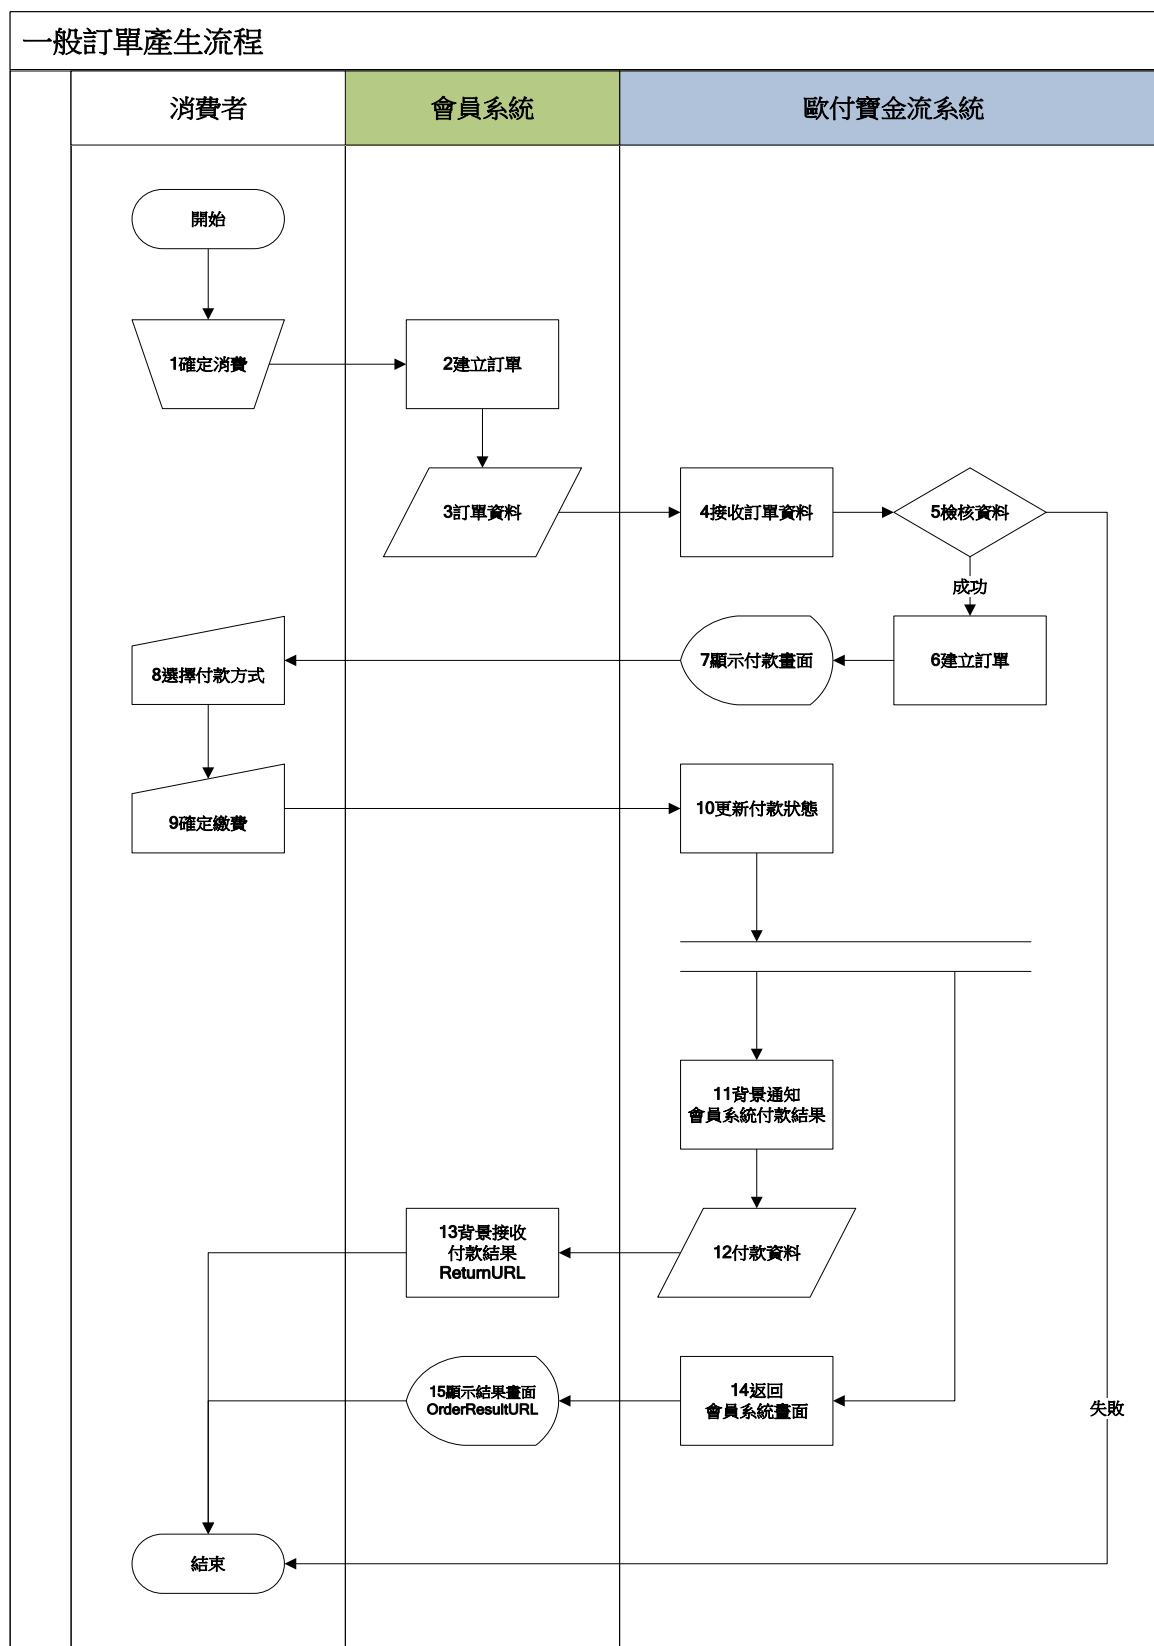 一般訂單產生流程
消費者
會員系統
歐付寶金流系統
開始
1確定消費
2建立訂單
3訂單資料
4接收訂單資料
5檢核資料
成功
6建立訂單
7顯示付款畫面
8選擇付款方式
9確定繳費
10更新付款狀態
11背景通知
會員系統付款結果
12付款資料
13背景接收
付款結果
ReturnURL
14返回
會員系統畫面
15顯示結果畫面
OrderResultURL
失敗
結束